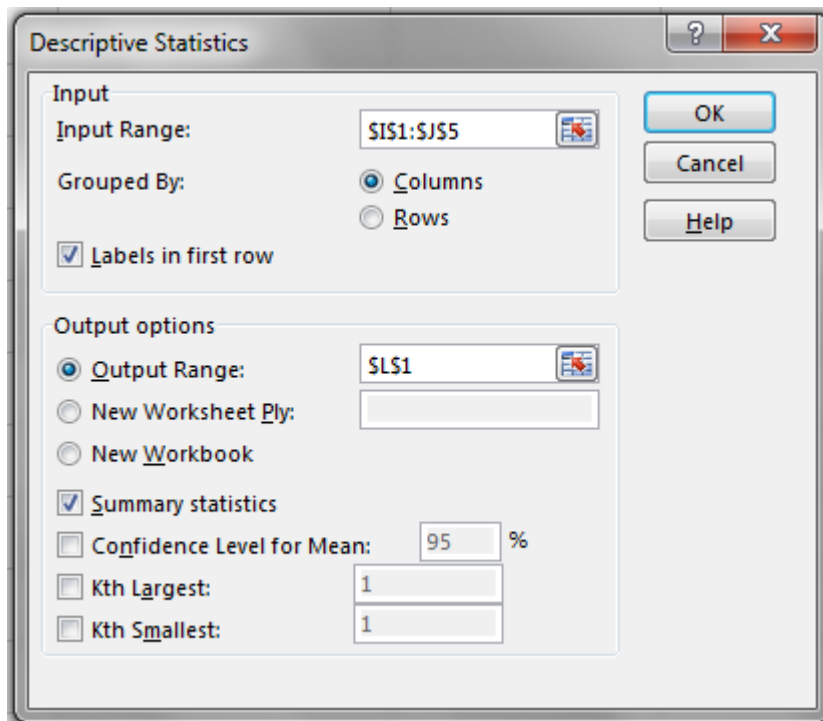 Descriptive Statistics
Input
Input Range: $I$1:$J$5
Grouped By: Columns
Rows
Labels in first row
OK
Cancel
Help
Output options
Output Range: $L$1
New Worksheet Ply:
New Workbook
Summary statistics
Confidence Level for Mean: 95 %
Kth Largest: 1
Kth Smallest: 1